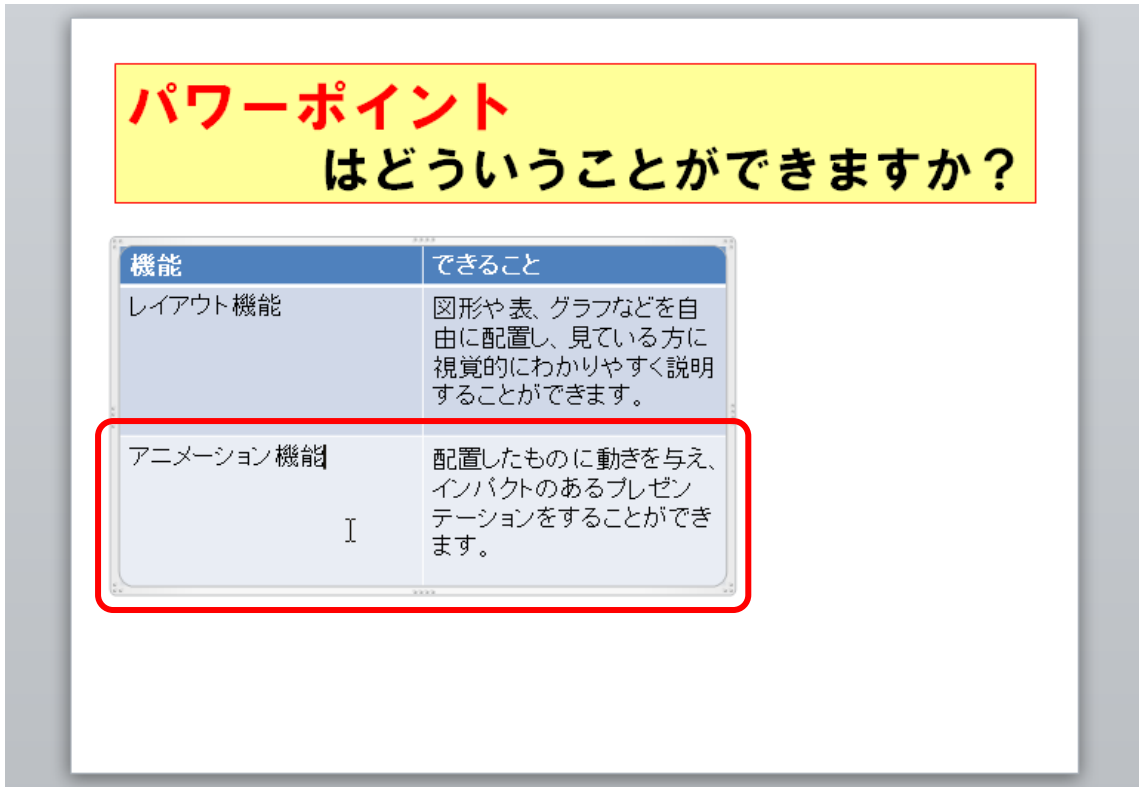 パワーポイント
はどういうことができますか？
機能
できること
レイアウト機能
図形や表、グラフなどを自
由に配置し、見ている方に
視覚的にわかりやすく説明
することができます。
アニメーション機能
配置したものに動きを与え、
インパクトのあるプレゼン
テーションをすることができ
ます。